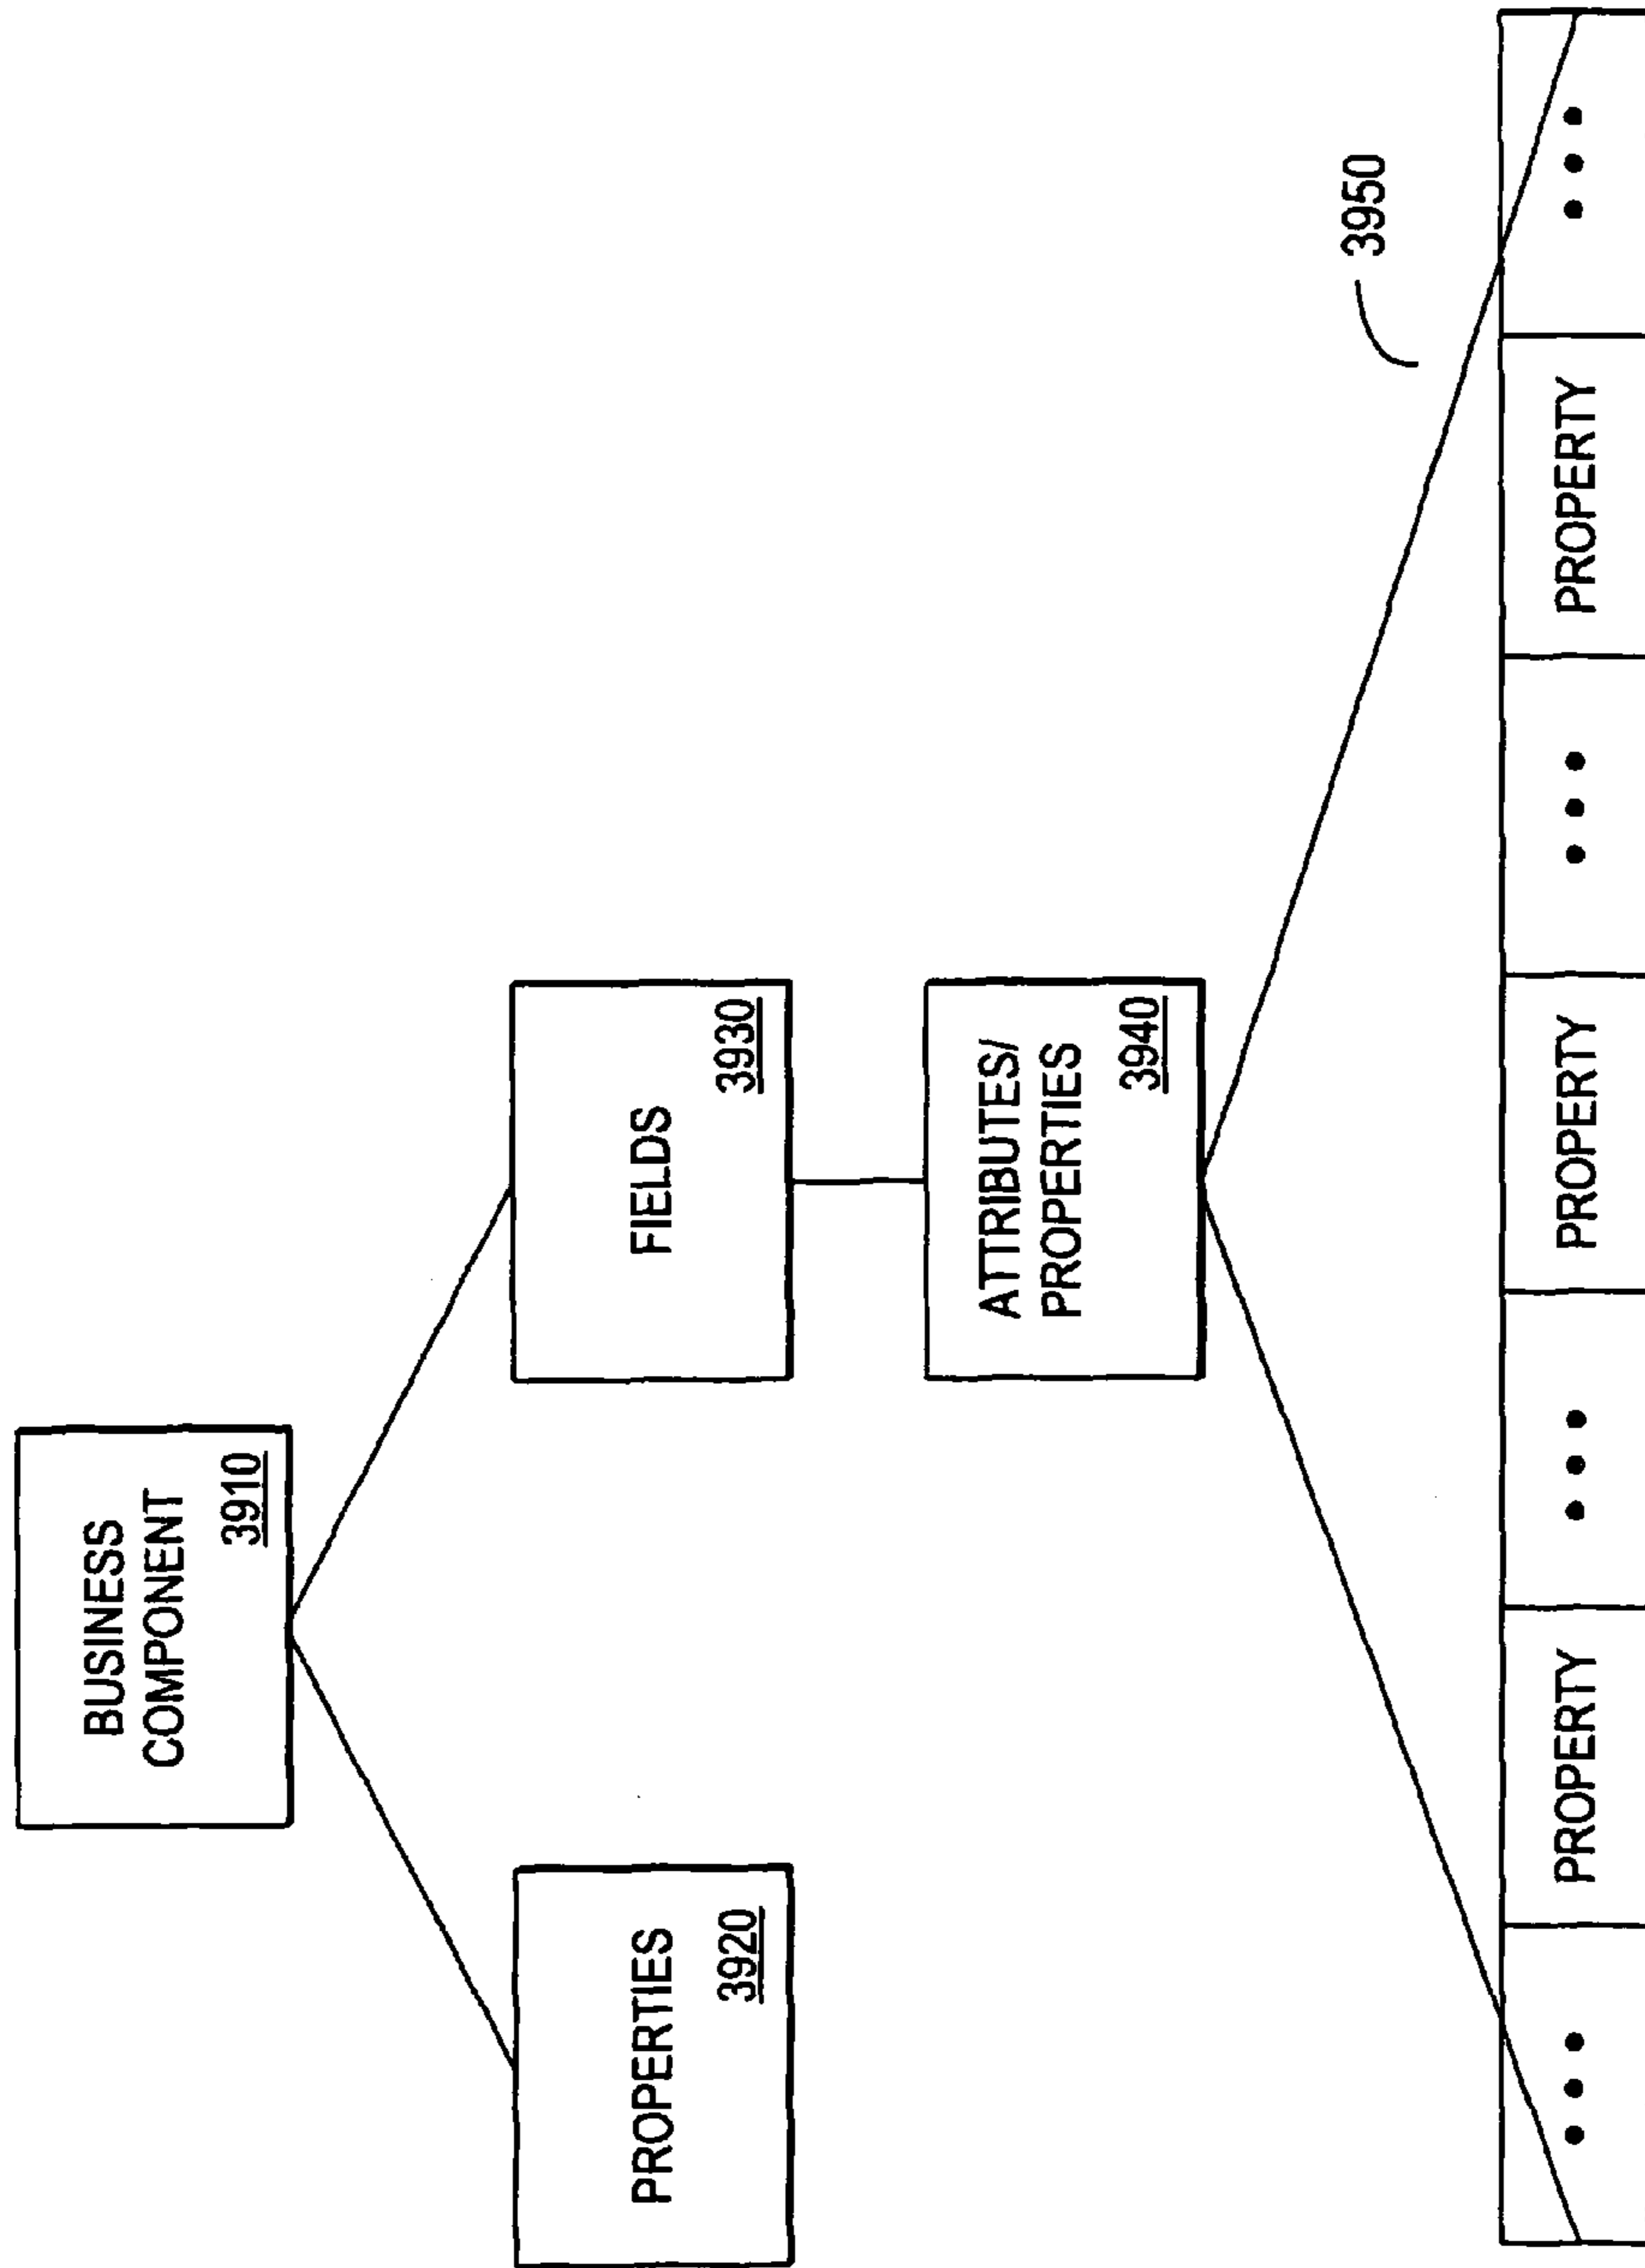 BUSINESS
COMPONENT
3910
PROPERTIES
3920
FIELDS
3930
ATTRIBUTES/
PROPERTIES
3940
3950
• • •
PROPERTY
• • •
PROPERTY
• • •
PROPERTY
• • •